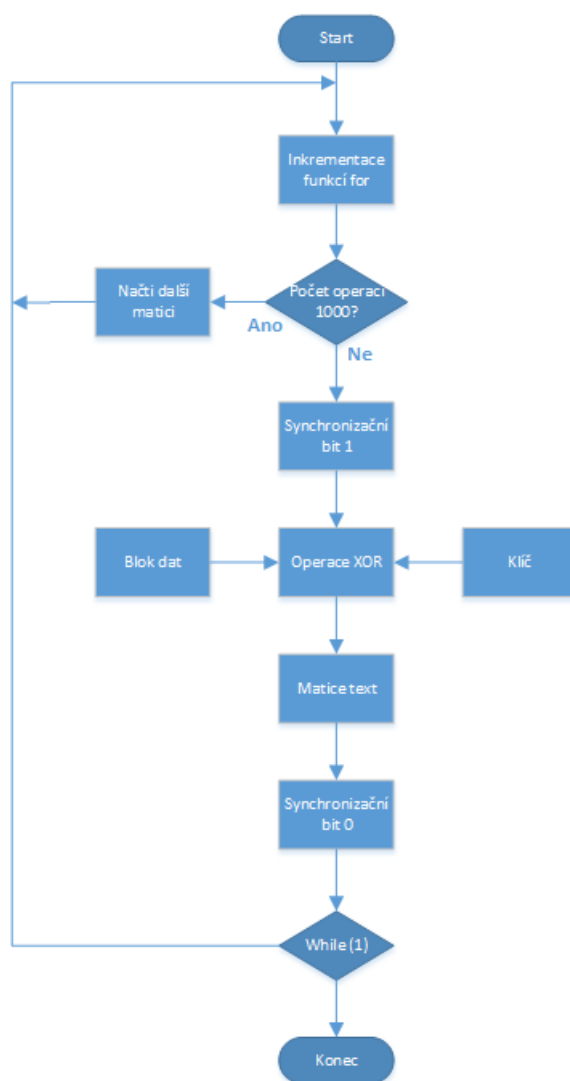 Start
Inkrementace
funkcí for
Načti další
matici
Počet operací
1000?
Ano
Ne
Synchronizační
bit 1
Blok dat
Operace XOR
Klíč
Matice text
Synchronizační
bit 0
While (1)
Konec